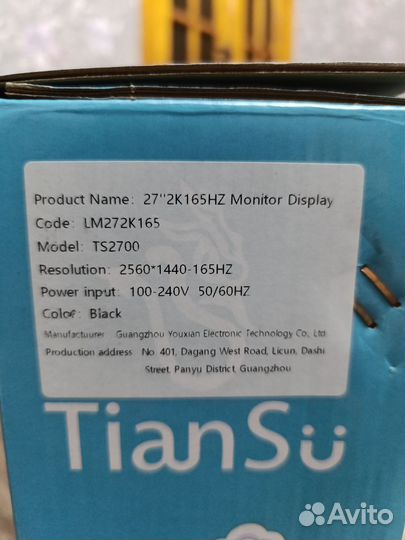 Product Name: 27''2K165HZ Monitor Display
Code: LM272K165
Model: TS2700
Resolution: 2560*1440-165HZ
Power input: 100-240V 50/60HZ
Color: Black
Manufactuurer Guangzhou Youxian Electronic Technology Co, Ltd
Production address No 401, Dagang West Road, Licun, Dashi
Street, Panyu District, Guangzhou
TianSü
Avito